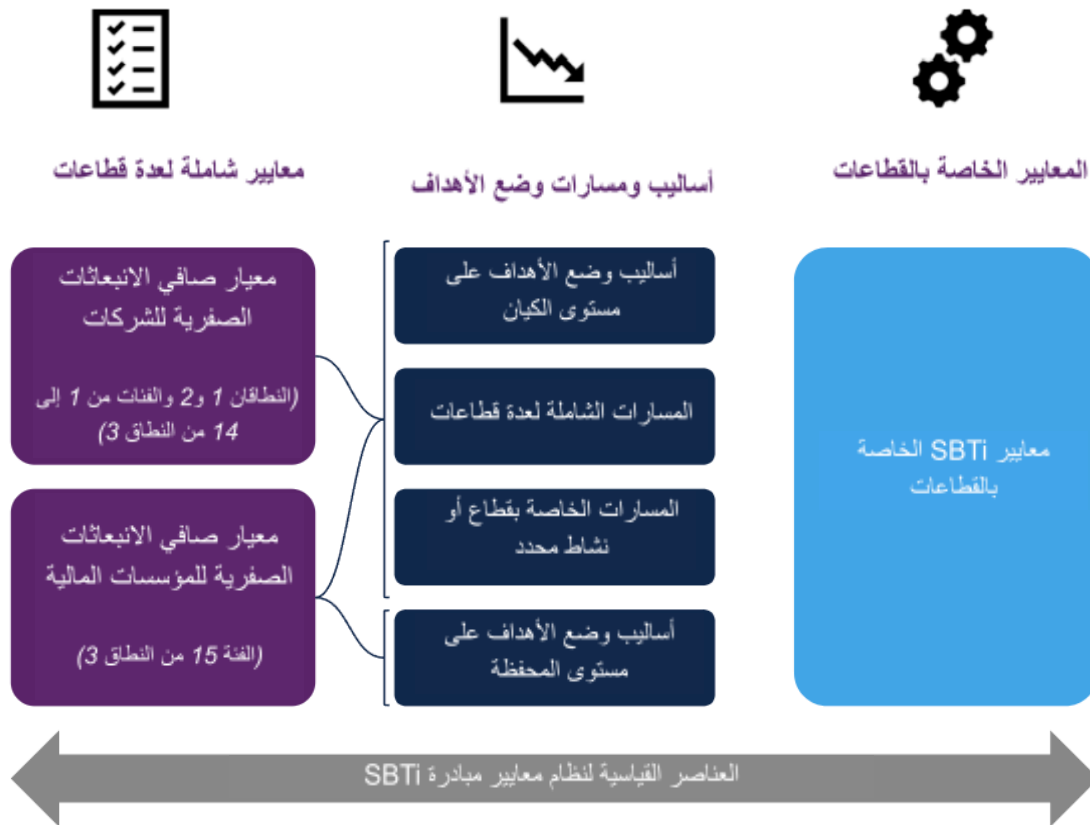 المعايير الخاصة بالقطاعات
معايير SBTi الخاصة
بالقطاعات
أساليب ومسارات وضع الأهداف
أساليب وضع الأهداف على
مستوى الكيان
المسارات الشاملة لعدة قطاعات
المسارات الخاصة بقطاع أو
نشاط محدد
أساليب وضع الأهداف على
مستوى المحفظة
معايير شاملة لعدة قطاعات
معيار صافي الانبعاثات
الصفرية للشركات
(النطاقان 1 و2 والفئات من 1 إلى
14 من النطاق 3)
معيار صافي الانبعاثات
الصفرية للمؤسسات المالية
(الفئة 15 من النطاق 3)
العناصر القياسية لنظام معايير مبادرة SBTi